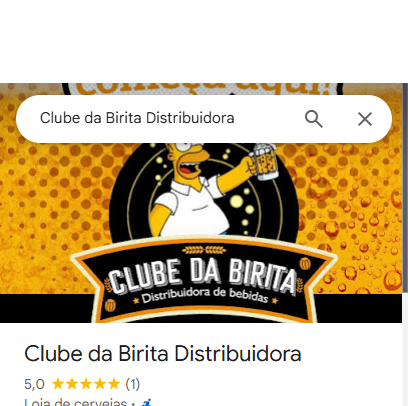 começa aqui!
Clube da Birita Distribuidora
CLUBE DA BIRITA
Distribuidora de bebidas
Clube da Birita Distribuidora
5,0 ★★★★★ (1)
Loja de cervejas ·